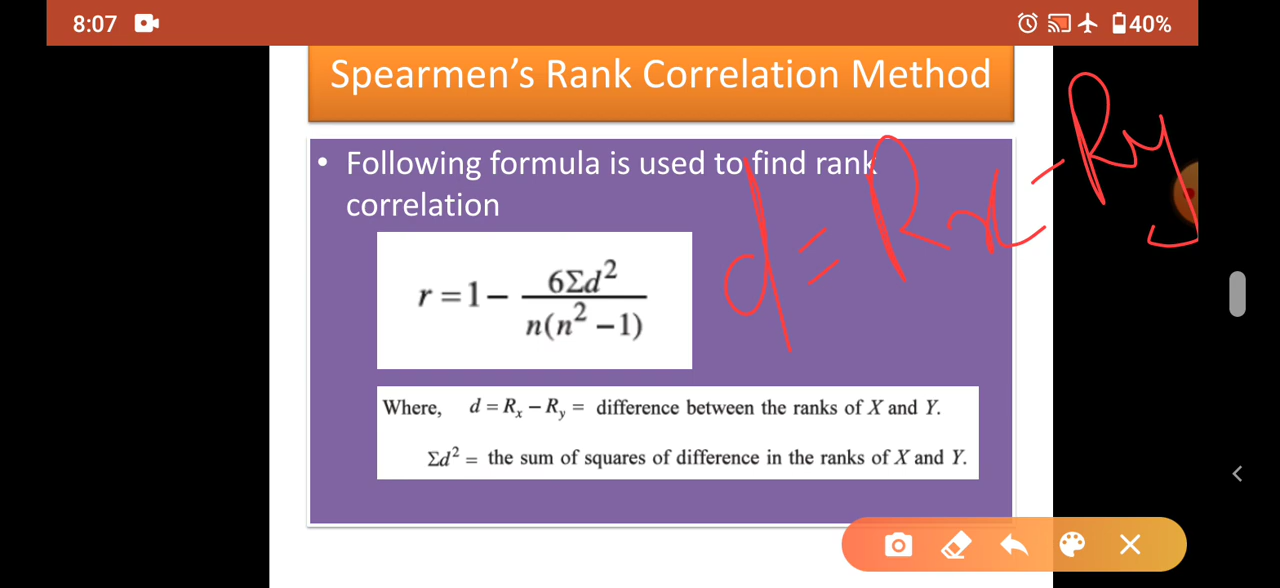 8:07 40%
Spearmen's Rank Correlation Method
• Following formula is used to find rank
correlation
d = Rx - Ry
r = 1 - 6Σd² / n(n² - 1)
Where, d = Rx - Ry = difference between the ranks of X and Y.
Σd² = the sum of squares of difference in the ranks of X and Y.